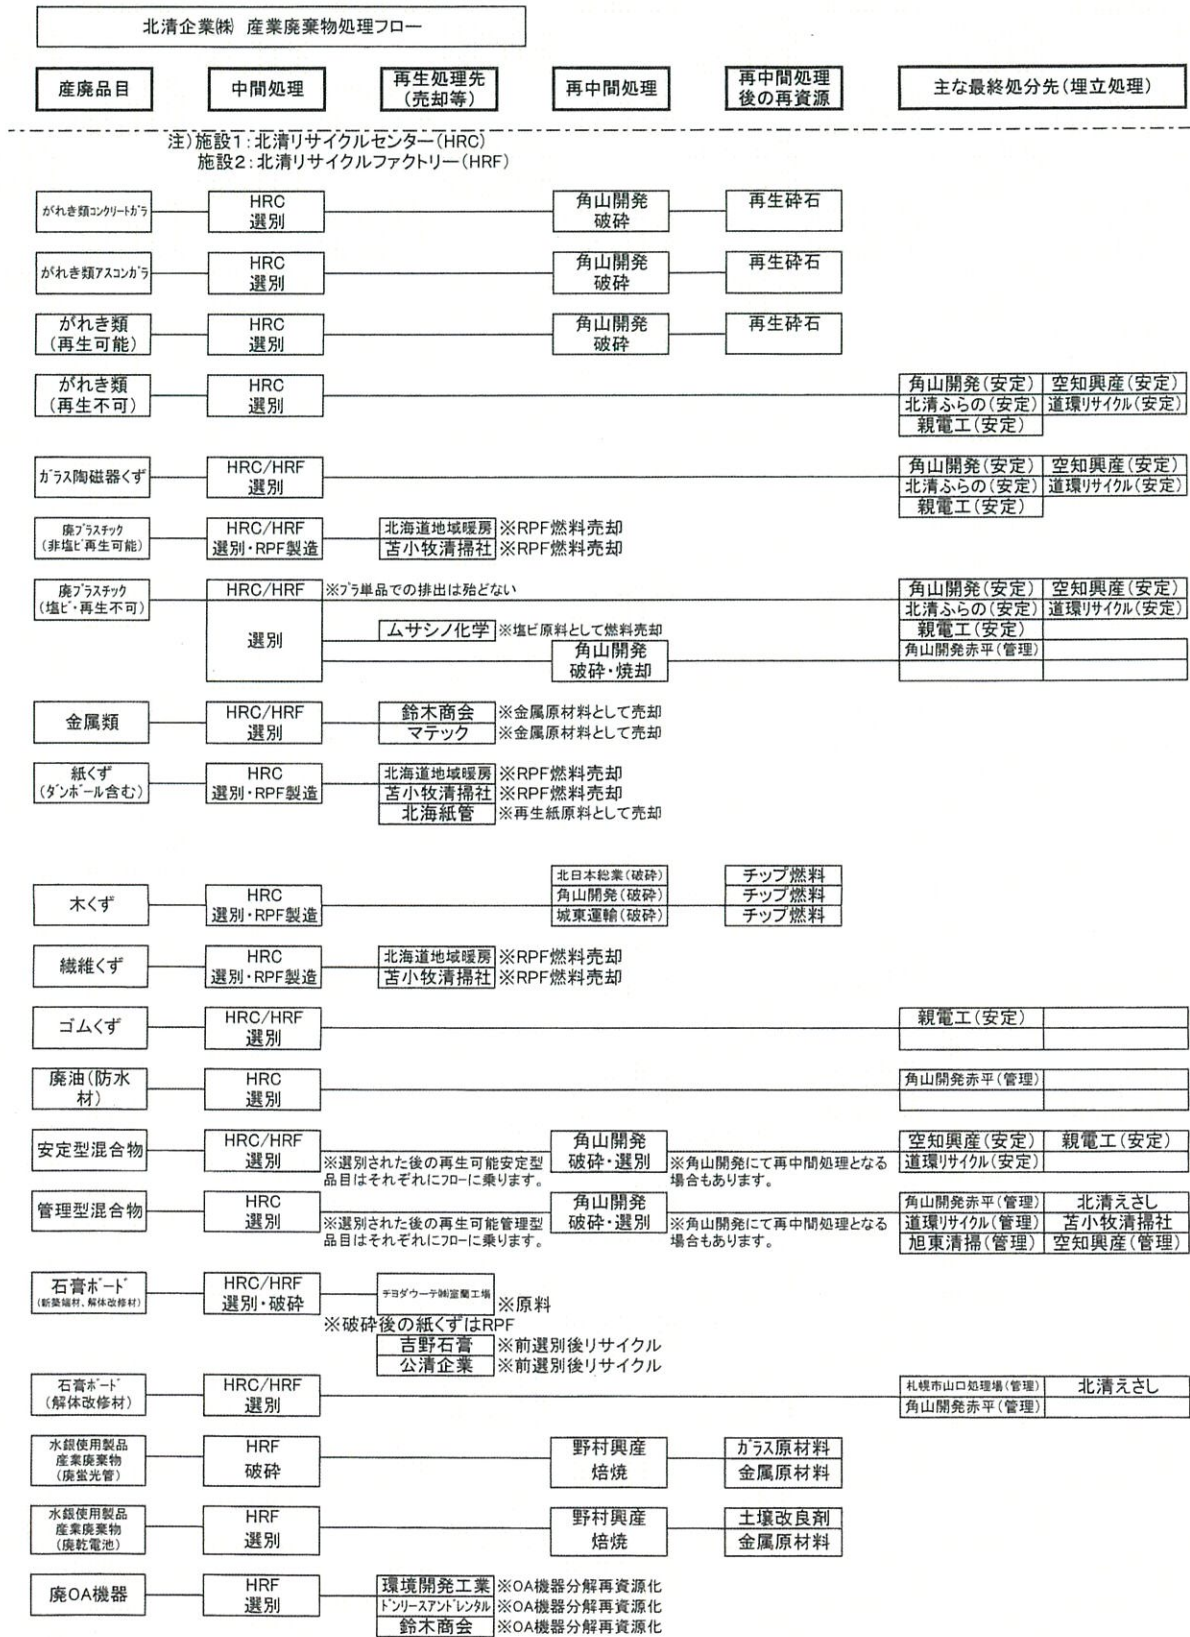 北清企業㈱ 産業廃棄物処理フロー
産廃品目 中間処理 再生処理先 再中間処理 再中間処理 主な最終処分先(埋立処理)
(売却等) 後の再資源
注)施設1:北清リサイクルセンター(HRC)
施設2:北清リサイクルファクトリー(HRF)
がれき類コンクリートガラ HRC 角山開発 再生砕石
選別 破砕
がれき類アスコンガラ HRC 角山開発 再生砕石
選別 破砕
がれき類 HRC 角山開発 再生砕石
(再生可能) 選別 破砕
がれき類 HRC 角山開発(安定) 空知興産(安定)
(再生不可) 選別 北清ふらの(安定) 道環リサイクル(安定)
親電工(安定)
ガラス陶磁器くず HRC/HRF 角山開発(安定) 空知興産(安定)
選別 北清ふらの(安定) 道環リサイクル(安定)
親電工(安定)
廃プラスチック HRC/HRF 北海道地域暖房 ※RPF燃料売却
(非塩ビ再生可能) 選別・RPF製造 苫小牧清掃社 ※RPF燃料売却
廃プラスチック HRC/HRF ※プラ単品での排出は殆どない 角山開発(安定) 空知興産(安定)
(塩ビ・再生不可) 北清ふらの(安定) 道環リサイクル(安定)
選別 ムサシノ化学 ※塩ビ原料として燃料売却 親電工(安定)
角山開発 角山開発赤平(管理)
破砕・焼却
金属類 HRC/HRF 鈴木商会 ※金属原材料として売却
選別 マテック ※金属原材料として売却
紙くず HRC 北海道地域暖房 ※RPF燃料売却
(ダンボール含む) 選別・RPF製造 苫小牧清掃社 ※RPF燃料売却
北海紙管 ※再生紙原料として売却
北日本総業(破砕) チップ燃料
木くず HRC 角山開発(破砕) チップ燃料
選別・RPF製造 城東運輸(破砕) チップ燃料
繊維くず HRC 北海道地域暖房 ※RPF燃料売却
選別・RPF製造 苫小牧清掃社 ※RPF燃料売却
ゴムくず HRC/HRF 親電工(安定)
選別
廃油(防水 HRC 角山開発赤平(管理)
材) 選別
安定型混合物 HRC/HRF 角山開発 空知興産(安定) 親電工(安定)
選別 ※選別された後の再生可能安定型 破砕・選別 ※角山開発にて再中間処理となる 道環リサイクル(安定)
品目はそれぞれにフローに乗ります。 場合もあります。
管理型混合物 HRC 角山開発 角山開発赤平(管理) 北清えさし
選別 ※選別された後の再生可能管理型 破砕・選別 ※角山開発にて再中間処理となる 道環リサイクル(管理) 苫小牧清掃社
品目はそれぞれにフローに乗ります。 場合もあります。 旭東清掃(管理) 空知興産(管理)
石膏ボード HRC/HRF チヨダウーテ㈱室蘭工場 ※原料
(新築端材、解体改修材) 選別・破砕
※破砕後の紙くずはRPF
吉野石膏 ※前選別後リサイクル
公清企業 ※前選別後リサイクル
石膏ボード HRC/HRF 札幌市山口処理場(管理) 北清えさし
(解体改修材) 選別 角山開発赤平(管理)
水銀使用製品 HRF 野村興産 ガラス原材料
産業廃棄物
(廃蛍光管) 破砕 焙焼 金属原材料
水銀使用製品 HRF 野村興産 土壌改良剤
産業廃棄物
(廃乾電池) 選別 焙焼 金属原材料
廃OA機器 HRF 環境開発工業 ※OA機器分解再資源化
選別 ドンリースアンドレンタル ※OA機器分解再資源化
鈴木商会 ※OA機器分解再資源化